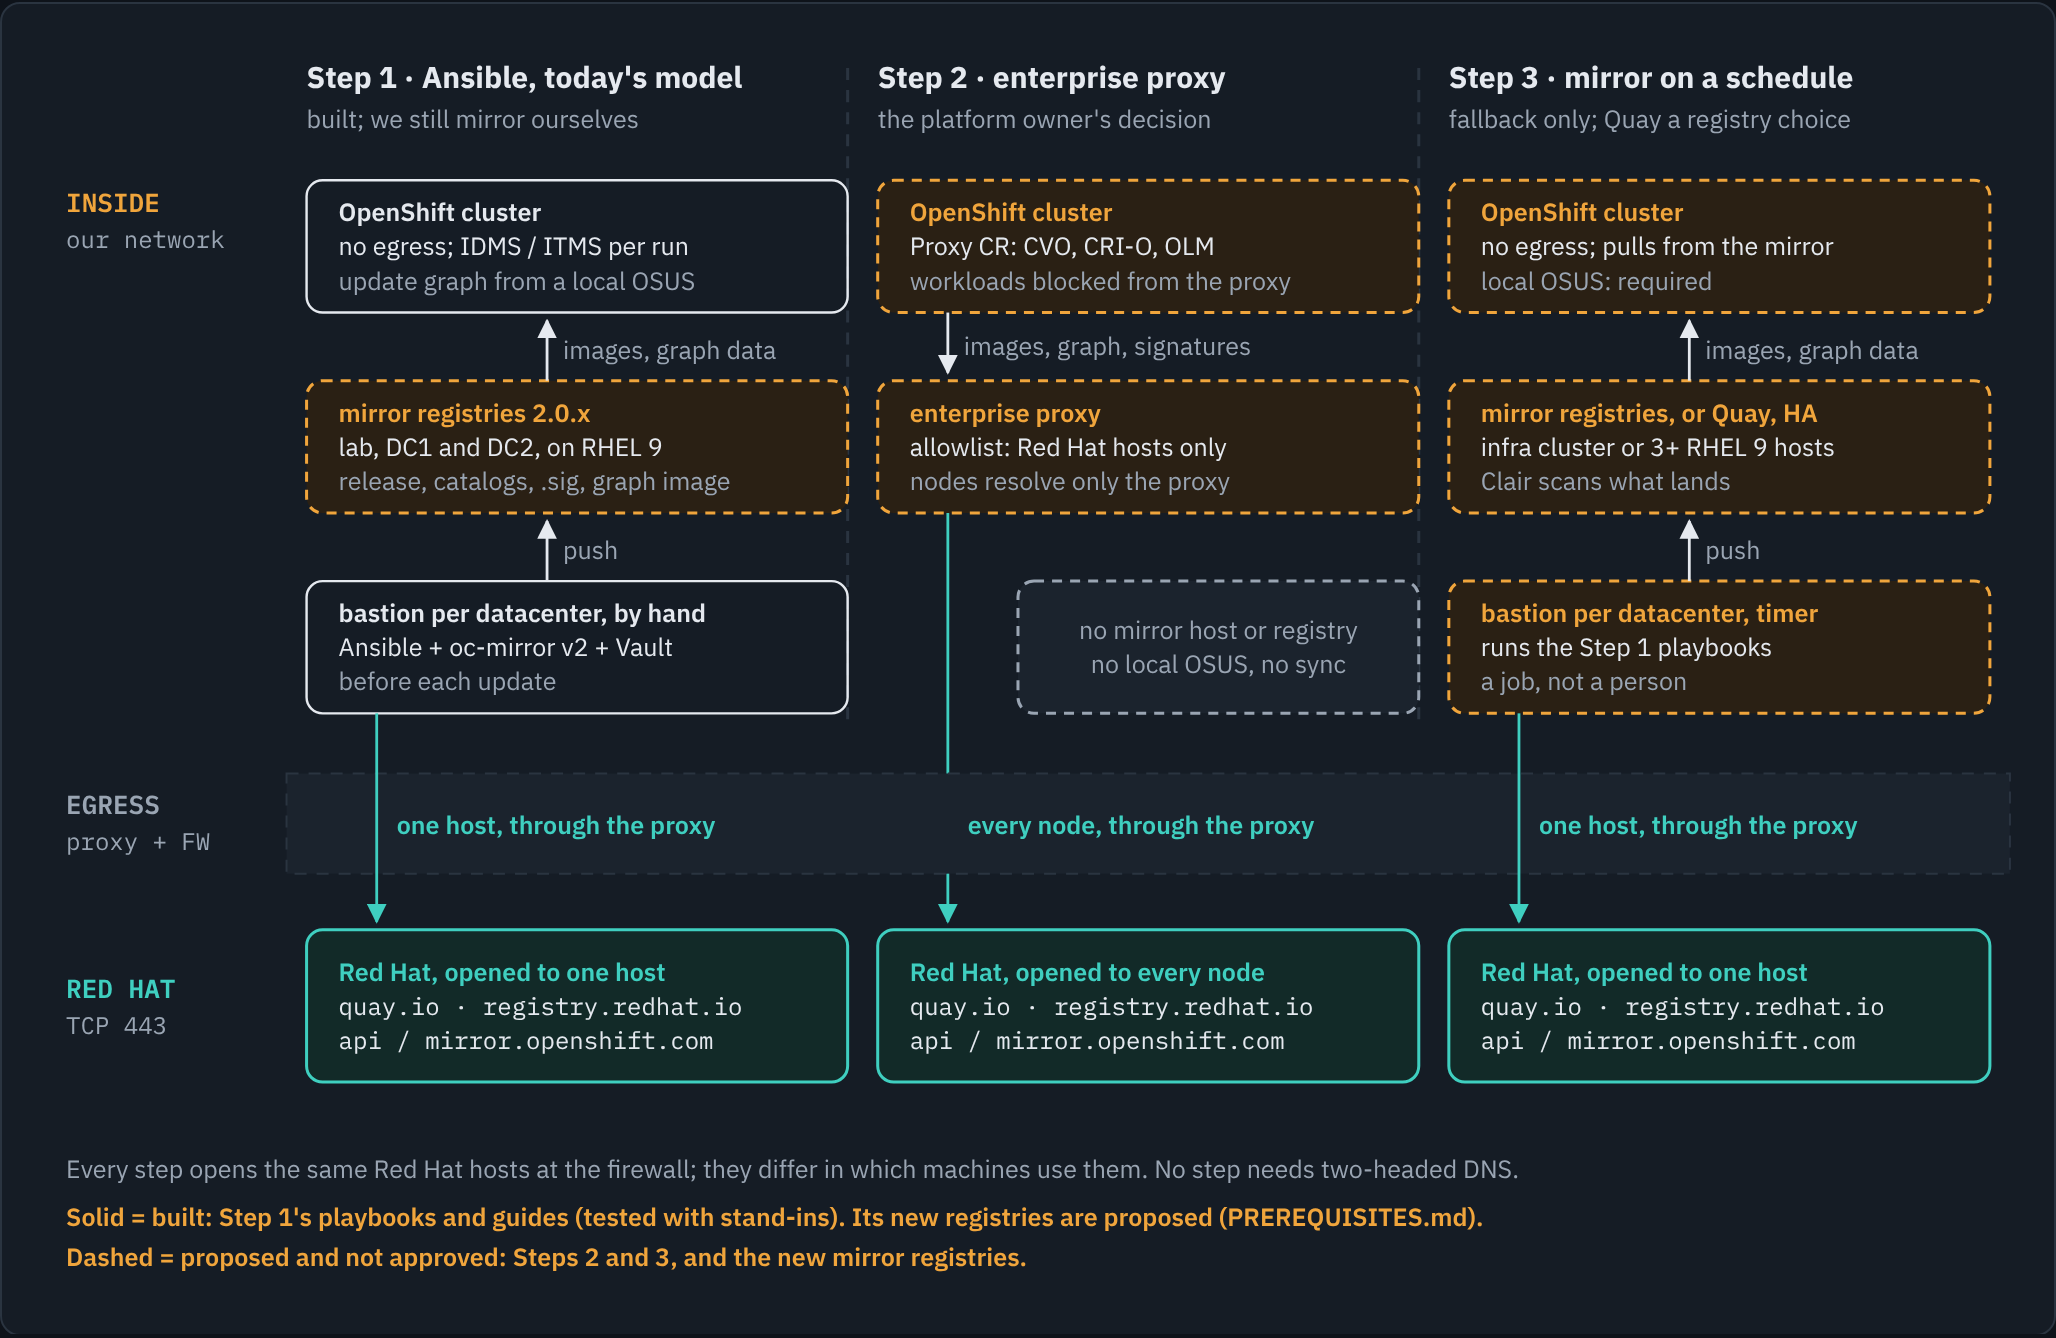 Step 1 · Ansible, today's model
built; we still mirror ourselves
Step 2 · enterprise proxy
the platform owner's decision
Step 3 · mirror on a schedule
fallback only; Quay a registry choice
INSIDE
our network
OpenShift cluster
no egress; IDMS / ITMS per run
update graph from a local OSUS
OpenShift cluster
Proxy CR: CVO, CRI-O, OLM
workloads blocked from the proxy
OpenShift cluster
no egress; pulls from the mirror
local OSUS: required
images, graph data
images, graph, signatures
images, graph data
mirror registries 2.0.x
lab, DC1 and DC2, on RHEL 9
release, catalogs, .sig, graph image
enterprise proxy
allowlist: Red Hat hosts only
nodes resolve only the proxy
mirror registries, or Quay, HA
infra cluster or 3+ RHEL 9 hosts
Clair scans what lands
push
push
bastion per datacenter, by hand
Ansible + oc-mirror v2 + Vault
before each update
no mirror host or registry
no local OSUS, no sync
bastion per datacenter, timer
runs the Step 1 playbooks
a job, not a person
EGRESS
proxy + FW
one host, through the proxy
every node, through the proxy
one host, through the proxy
RED HAT
TCP 443
Red Hat, opened to one host
quay.io · registry.redhat.io
api / mirror.openshift.com
Red Hat, opened to every node
quay.io · registry.redhat.io
api / mirror.openshift.com
Red Hat, opened to one host
quay.io · registry.redhat.io
api / mirror.openshift.com
Every step opens the same Red Hat hosts at the firewall; they differ in which machines use them. No step needs two-headed DNS.
Solid = built: Step 1's playbooks and guides (tested with stand-ins). Its new registries are proposed (PREREQUISITES.md).
Dashed = proposed and not approved: Steps 2 and 3, and the new mirror registries.